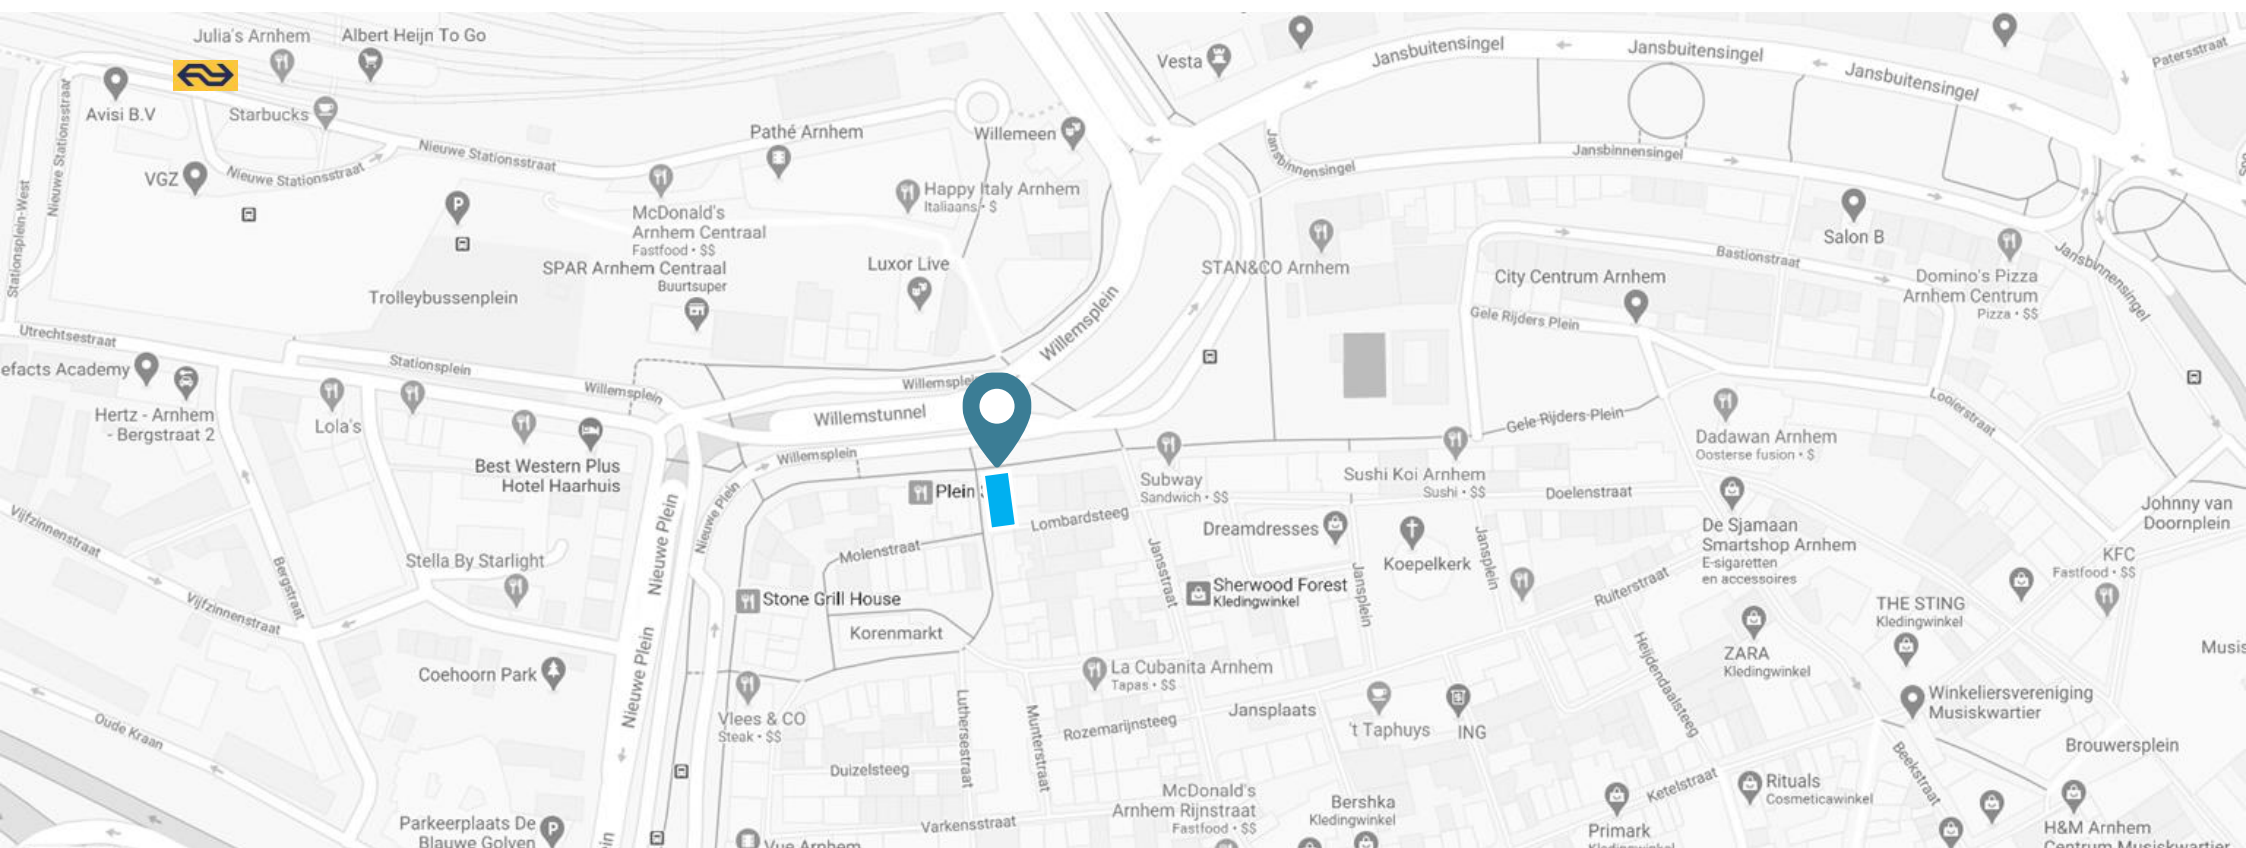 Julia's Arnhem
Albert Heijn To Go
Avisi B.V
Starbucks
Nieuwe Stationsstraat
VGZ
Nieuwe Stationsstraat
Nieuwe Stationsstraat
Stationsplein-West
Pathé Arnhem
Willemeen
McDonald's
Arnhem Centraal
Fastfood • $$
Happy Italy Arnhem
Italiaans • $
SPAR Arnhem Centraal
Buurtsuper
Luxor Live
Trolleybussenplein
Vesta
Jansbuitensingel
Jansbuitensingel
Jansbuitensingel
Patersstraat
Jansbinnensingel
Jansbinnensingel
Jansbinnensingel
STAN&CO Arnhem
Salon B
Bastionstraat
City Centrum Arnhem
Gele Rijders Plein
Domino's Pizza
Arnhem Centrum
Pizza • $$
Willemsplein
Utrechtsestraat
efacts Academy
Hertz - Arnhem
- Bergstraat 2
Lola's
Stationsplein
Willemsplein
Willemstunnel
Willemsplein
Best Western Plus
Hotel Haarhuis
Nieuwe Plein
Nieuwe Plein
Nieuwe Plein
Plein
Lombardsteeg
Molenstraat
Subway
Sandwich • $$
Sushi Koi Arnhem
Sushi • $$
Gele Rijders-Plein
Dadawan Arnhem
Oosterse fusion • $
Looierstraat
Doelenstraat
Dreamdresses
Koepelkerk
Jansplein
Jansplein
Jansstraat
De Sjamaan
Smartshop Arnhem
E-sigaretten
en accessoires
Johnny van
Doornplein
KFC
Fastfood • $$
Vijfzinnenstraat
Vijfzinnenstraat
Bergstraat
Stella By Starlight
Stone Grill House
Korenmarkt
Sherwood Forest
Kledingwinkel
Ruiterstraat
Heijdendaalsteeg
THE STING
Kledingwinkel
ZARA
Kledingwinkel
Musis
Coehoorn Park
Vlees & CO
Steak • $$
La Cubanita Arnhem
Tapas • $$
Luthersestraat
Munterstraat
Rozemarijnsteeg
Jansplaats
't Taphuys
ING
Winkeliersvereniging
Musiskwartier
Brouwersplein
Beekstraat
Oude Kraan
Duizelsteeg
Varkensstraat
McDonald's
Arnhem Rijnstraat
Fastfood • $$
Bershka
Kledingwinkel
Ketelstraat
Rituals
Cosmeticawinkel
Primark
Kledingwinkel
H&M Arnhem
Centrum Musiskwartier
Parkeerplaats De
Blauwe Golven
Vue Arnhem